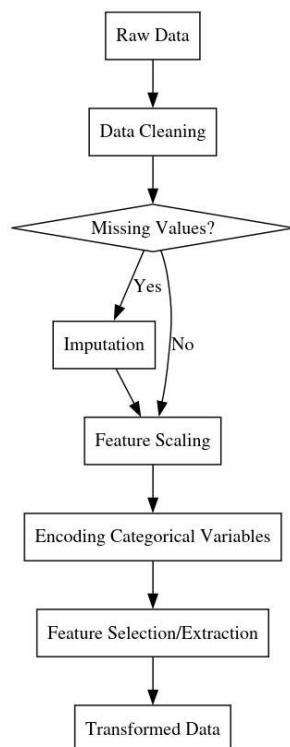 Raw Data
Data Cleaning
Missing Values?
Yes
Imputation
No
Feature Scaling
Encoding Categorical Variables
Feature Selection/Extraction
Transformed Data